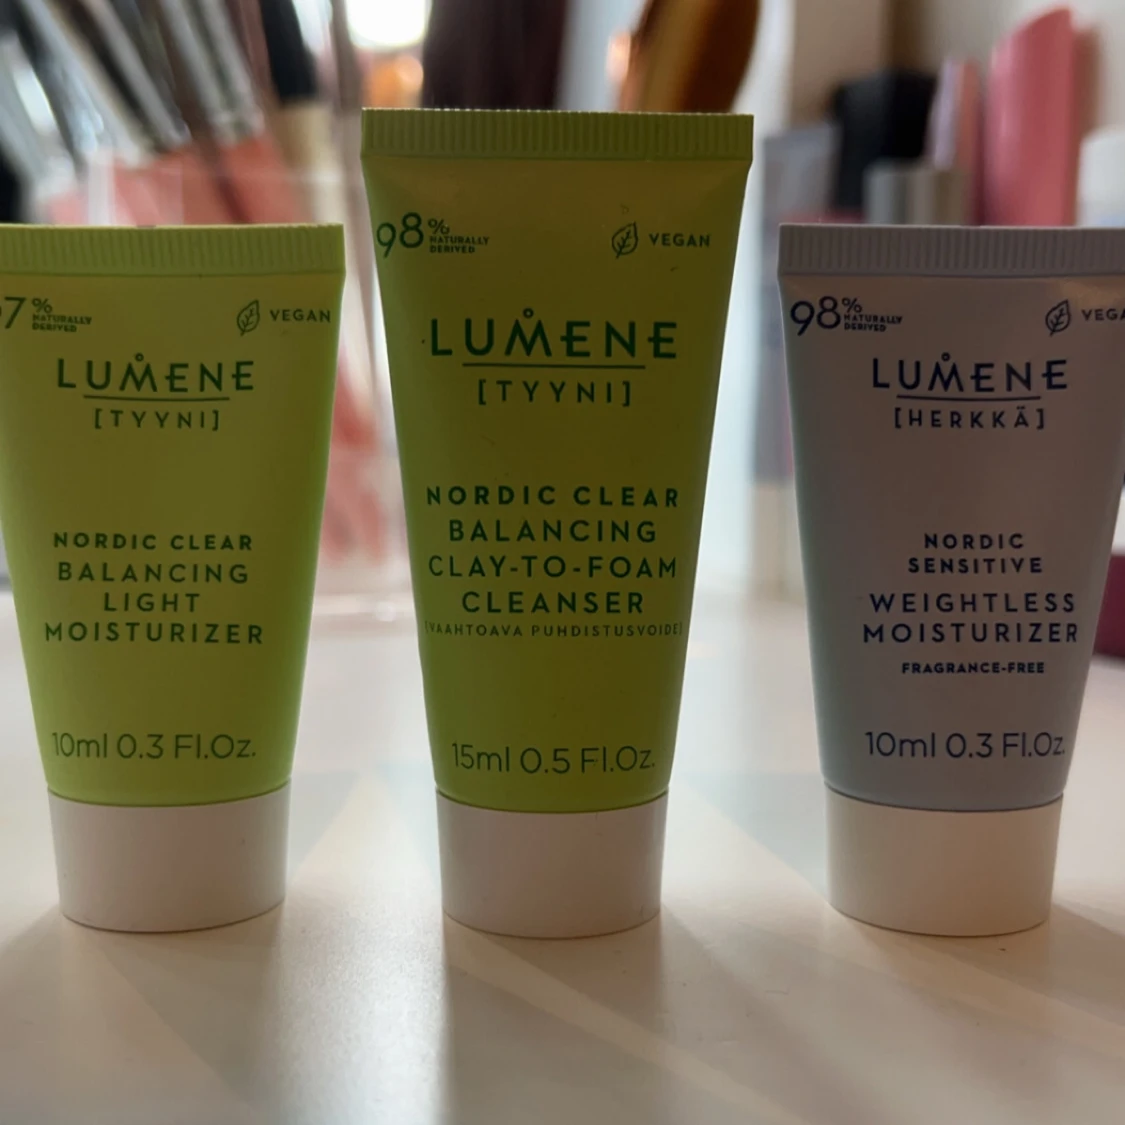 7%
NATURALLY
DERIVED
VEGAN
LUMENE
[TYYNI]
NORDIC CLEAR
BALANCING
LIGHT
MOISTURIZER
10ml 0.3 Fl.Oz.
98%
NATURALLY
DERIVED
VEGAN
LUMENE
[TYYNI]
NORDIC CLEAR
BALANCING
CLAY-TO-FOAM
CLEANSER
[VAAHTOAVA PUHDISTUSVOIDE]
15ml 0.5 Fl.Oz.
98%
NATURALLY
DERIVED
VEGA
LUMENE
[HERKKÄ]
NORDIC
SENSITIVE
WEIGHTLESS
MOISTURIZER
FRAGRANCE-FREE
10ml 0.3 Fl.Oz.